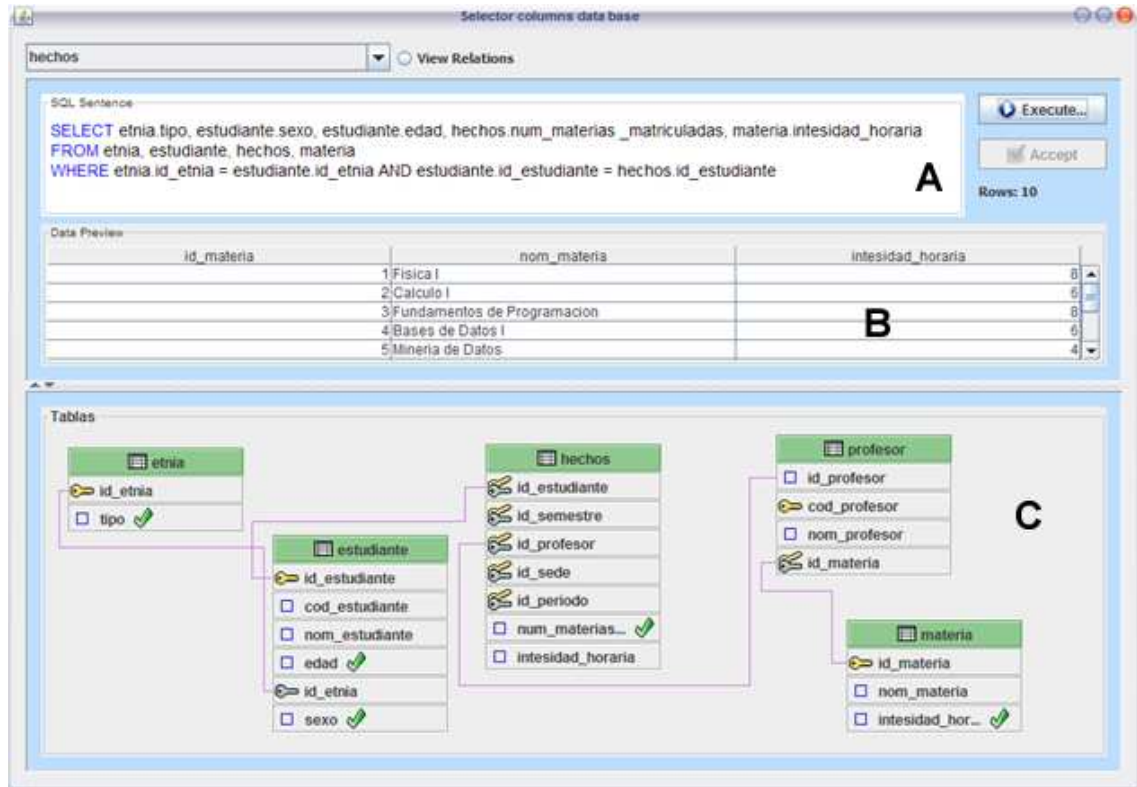 Selector columns data base
hechos
View Relations
SQL Sentence
SELECT etnia.tipo, estudiante.sexo, estudiante.edad, hechos.num_materias _matriculadas, materia.intesidad_horaria
FROM etnia, estudiante, hechos, materia
WHERE etnia.id_etnia = estudiante.id_etnia AND estudiante.id_estudiante = hechos.id_estudiante
A
Execute...
Accept
Rows: 10
Data Preview
id_materia nom_materia intesidad_horaria
1 Fisica I 8
2 Calculo I 6
3 Fundamentos de Programacion 8
4 Bases de Datos I 6
5 Mineria de Datos 4
B
Tablas
etnia
id_etnia
tipo
estudiante
id_estudiante
cod_estudiante
nom_estudiante
edad
id_etnia
sexo
hechos
id_estudiante
id_semestre
id_profesor
id_sede
id_periodo
num_materias...
intesidad_horaria
profesor
id_profesor
cod_profesor
nom_profesor
id_materia
C
materia
id_materia
nom_materia
intesidad_hor...